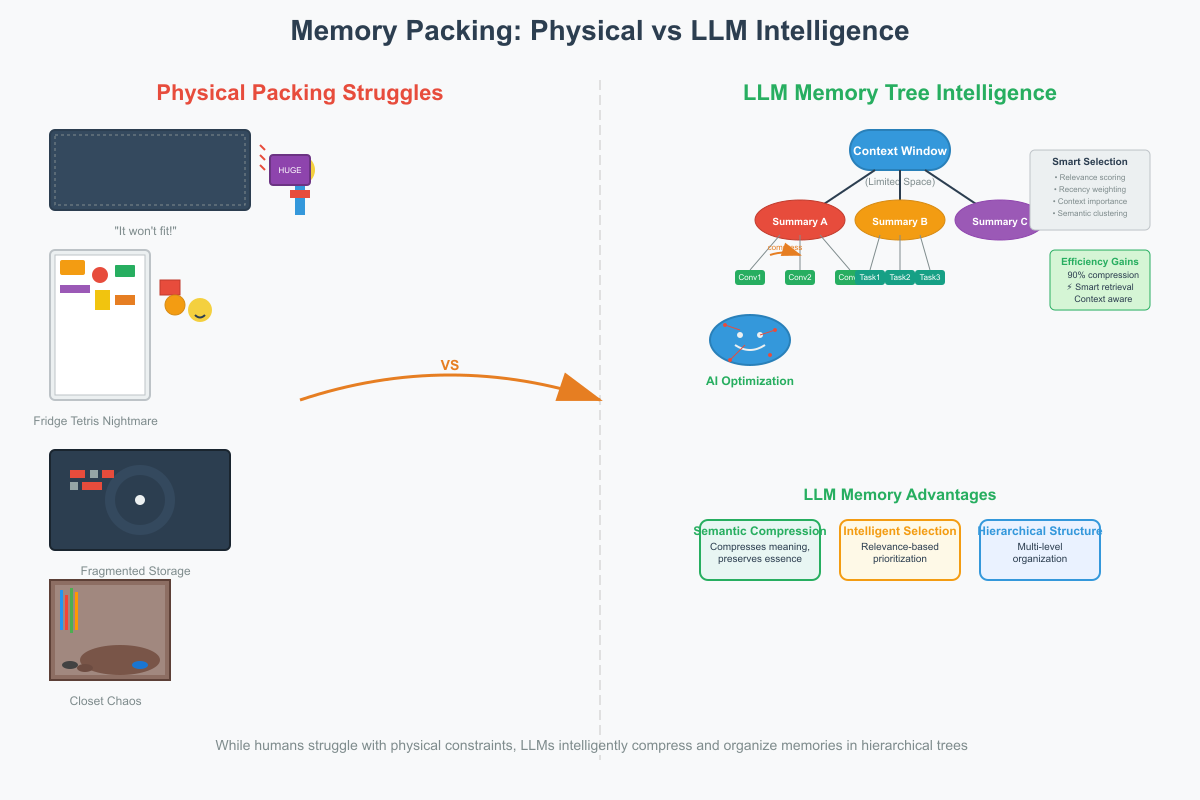 Memory Packing: Physical vs LLM Intelligence
Physical Packing Struggles
HUGE
"It won't fit!"
Fridge Tetris Nightmare
Fragmented Storage
Closet Chaos
VS
LLM Memory Tree Intelligence
Context Window
(Limited Space)
Summary A
Summary B
Summary C
compress
Conv1
Conv2
Task1
Task2
Task3
Smart Selection
• Relevance scoring
• Recency weighting
• Context importance
• Semantic clustering
Efficiency Gains
90% compression
⚡ Smart retrieval
Context aware
AI Optimization
LLM Memory Advantages
Semantic Compression
Compresses meaning,
preserves essence
Intelligent Selection
Relevance-based
prioritization
Hierarchical Structure
Multi-level
organization
While humans struggle with physical constraints, LLMs intelligently compress and organize memories in hierarchical trees